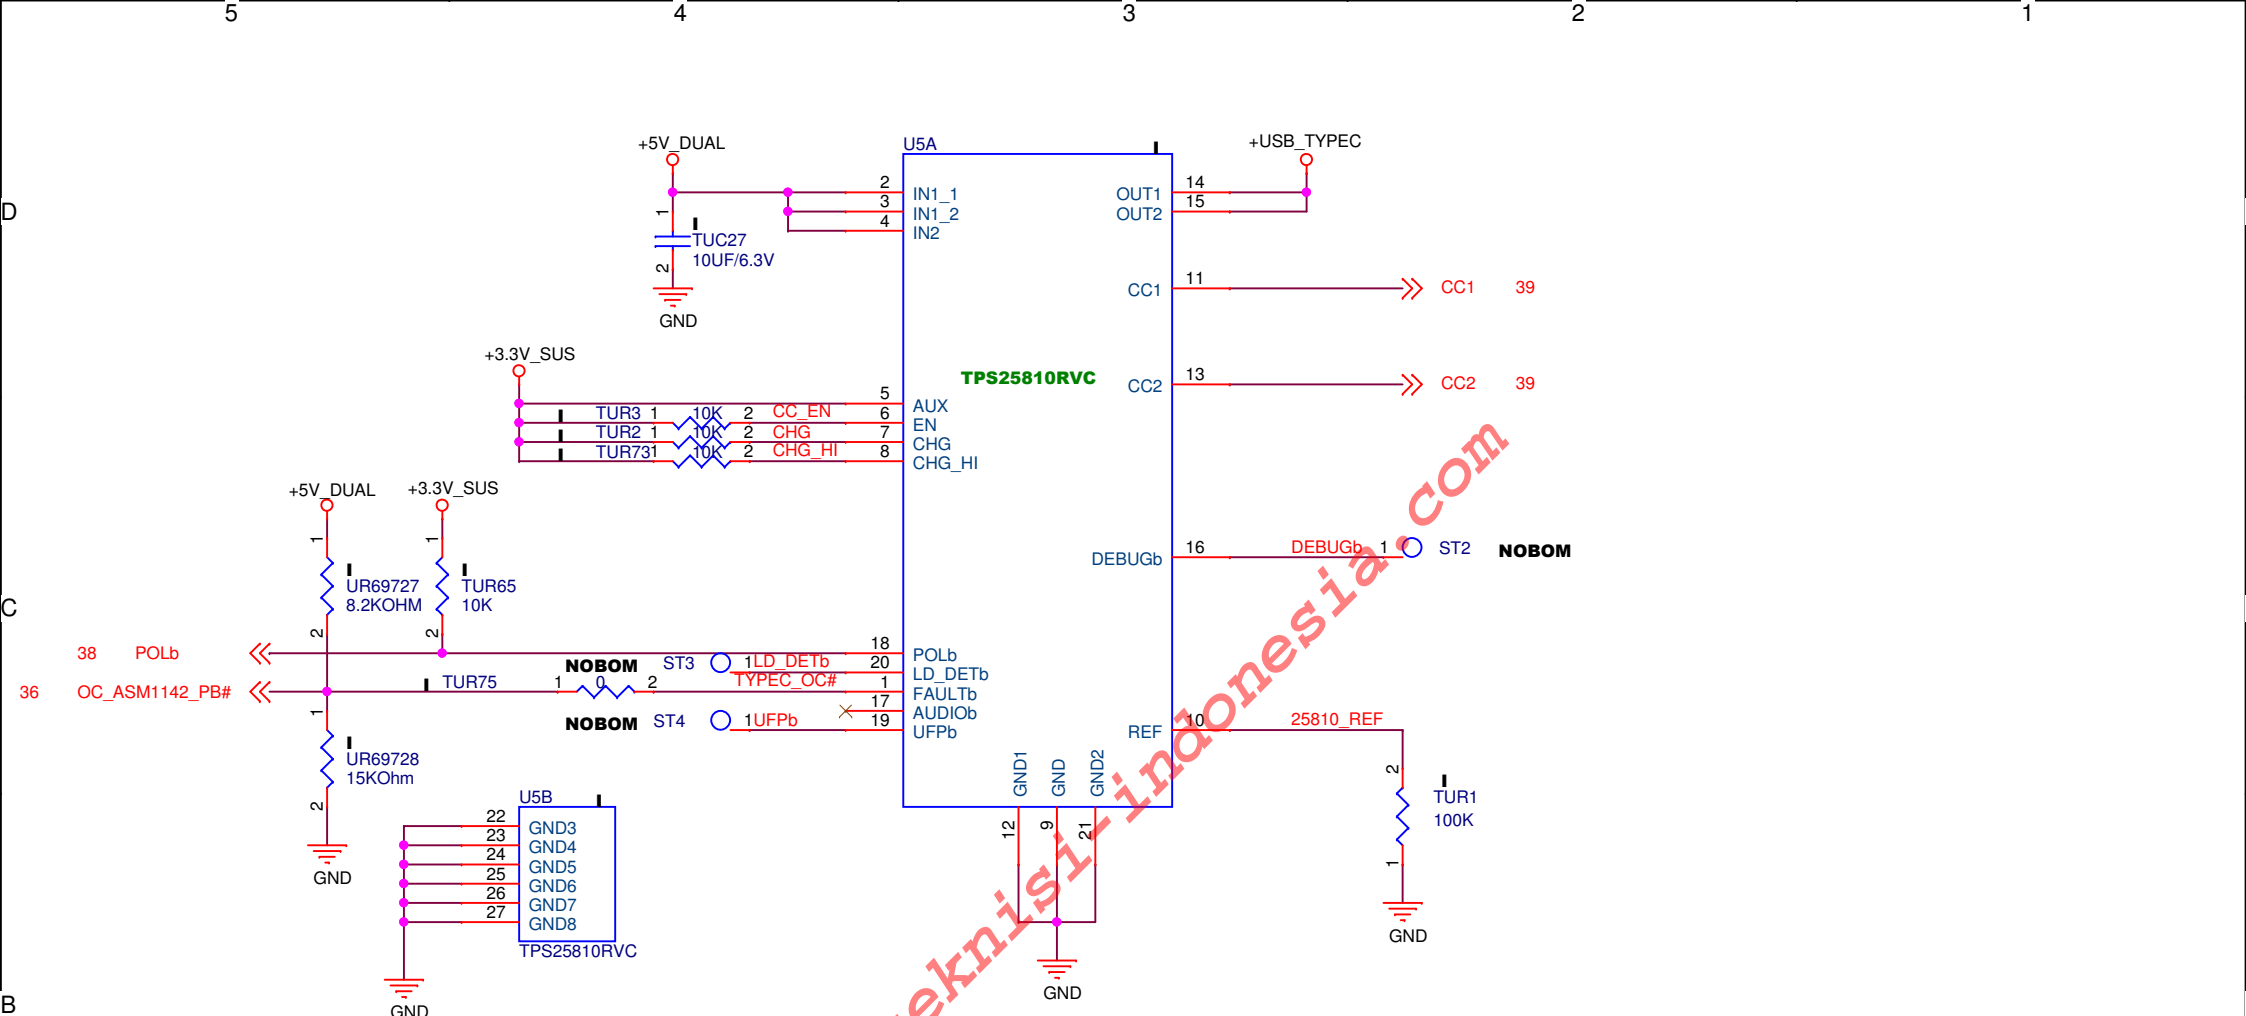 5 4 3 2 1
D
C
B
+5V_DUAL
1
TUC27
10UF/6.3V
2
GND
U5A
TPS25810RVC
2 IN1_1
3 IN1_2
4 IN2
5 AUX
6 EN
7 CHG
8 CHG_HI
18 POLb
20 LD_DETb
1 FAULTb
17 AUDIOb
19 UFPb
OUT1 14
OUT2 15
CC1 11
CC2 13
DEBUGb 16
REF 10
GND1 GND GND2
12 9 21
GND
+USB_TYPEC
CC1 39
CC2 39
DEBUGb 1 ST2 NOBOM
25810_REF
2
TUR1
100K
1
GND
+3.3V_SUS
TUR3 1 10K 2 CC_EN
TUR2 1 10K 2 CHG
TUR73 1 10K 2 CHG_HI
+5V_DUAL
1
UR69727
8.2KOHM
2
+3.3V_SUS
1
TUR65
10K
2
38 POLb
NOBOM ST3 1 LD_DETb
36 OC_ASM1142_PB# TUR75 1 0 2 TYPEC_OC#
NOBOM ST4 1 UFPb
1
UR69728
15KOhm
2
GND
U5B
22 GND3
23 GND4
24 GND5
25 GND6
26 GND7
27 GND8
TPS25810RVC
GND
eknisi-indonesia.com